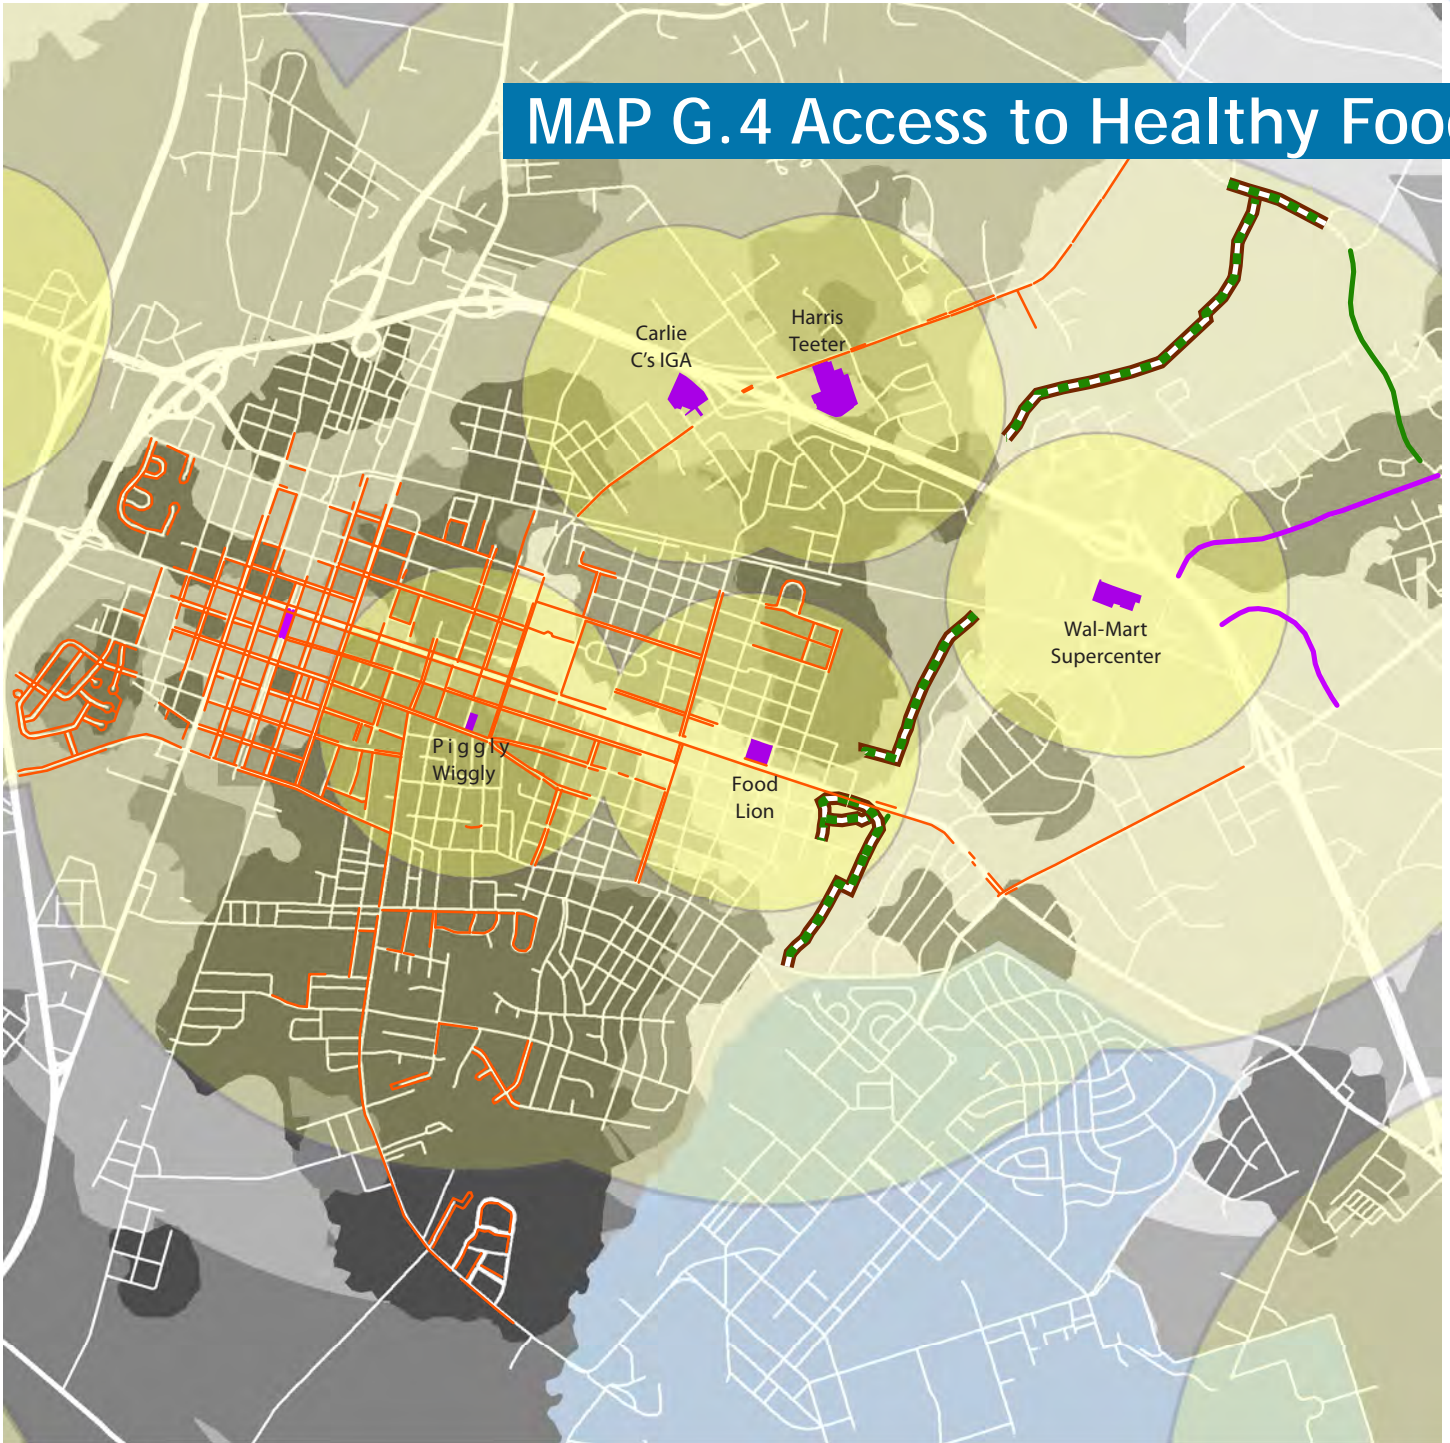 MAP G.4 Access to Healthy Foo
Harris
Teeter
Carlie
C's IGA
Wal-Mart
Supercenter
Piggly
Wiggly
Food
Lion